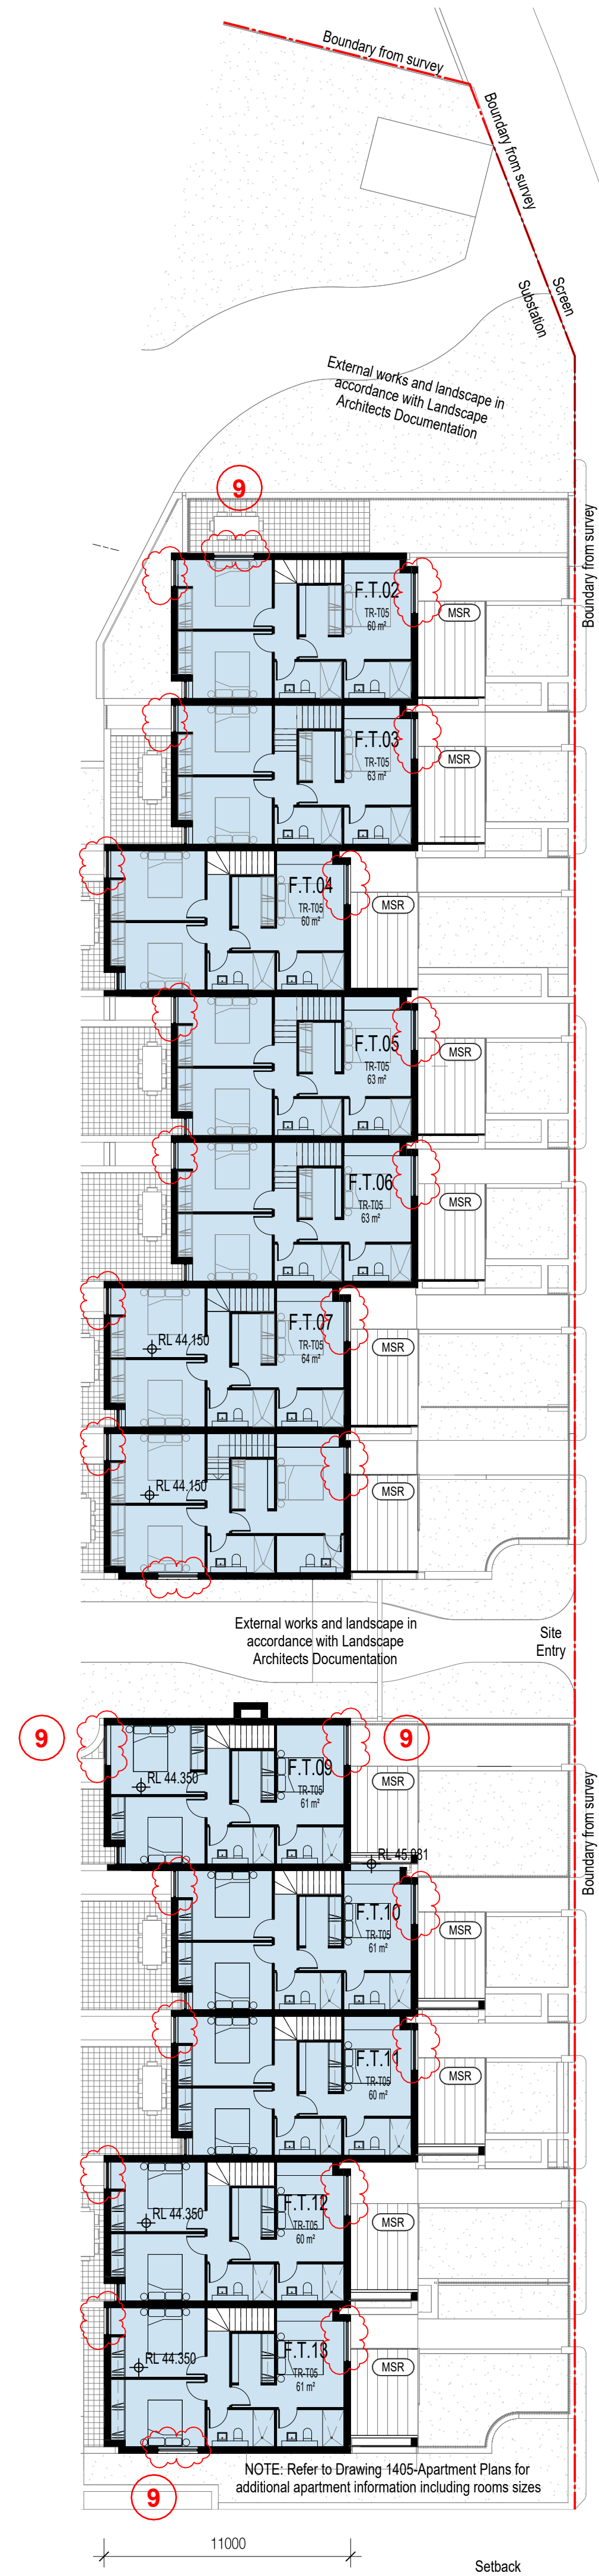 Boundary from survey
Boundary from survey
Screen
Substation
External works and landscape in
accordance with Landscape
Architects Documentation
9
Boundary from survey
F.T.02
TR-T05
60 m²
MSR
F.T.03
TR-T05
63 m²
MSR
F.T.04
TR-T05
60 m²
MSR
F.T.05
TR-T05
63 m²
MSR
F.T.06
TR-T05
63 m²
MSR
F.T.07
TR-T05
64 m²
RL 44.150
MSR
RL 44.150
MSR
External works and landscape in
accordance with Landscape
Architects Documentation
Site
Entry
9
9
F.T.09
TR-T05
61 m²
RL 44.350
MSR
Boundary from survey
RL 45.981
F.T.10
TR-T05
61 m²
MSR
F.T.11
TR-T05
60 m²
MSR
F.T.12
TR-T05
60 m²
RL 44.350
MSR
F.T.13
TR-T05
61 m²
RL 44.350
MSR
NOTE: Refer to Drawing 1405-Apartment Plans for
additional apartment information including rooms sizes
9
11000
Setback